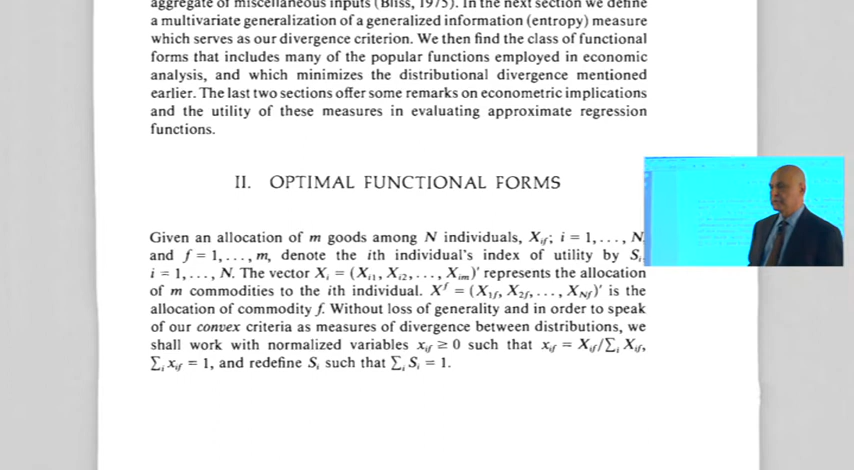 aggregate of miscellaneous inputs (Bliss, 1975). In the next section we define
a multivariate generalization of a generalized information (entropy) measure
which serves as our divergence criterion. We then find the class of functional
forms that includes many of the popular functions employed in economic
analysis, and which minimizes the distributional divergence mentioned
earlier. The last two sections offer some remarks on econometric implications
and the utility of these measures in evaluating approximate regression
functions.
II. OPTIMAL FUNCTIONAL FORMS
Given an allocation of m goods among N individuals, X_if; i = 1, . . . , N
and f = 1, . . . , m, denote the ith individual's index of utility by S_i
i = 1, . . . , N. The vector X_i = (X_i1, X_i2, . . . , X_im)′ represents the allocation
of m commodities to the ith individual. X^f = (X_1f, X_2f, . . . , X_Nf)′ is the
allocation of commodity f. Without loss of generality and in order to speak
of our convex criteria as measures of divergence between distributions, we
shall work with normalized variables x_if ≥ 0 such that x_if = X_if/∑_i X_if,
∑_i x_if = 1, and redefine S_i such that ∑_i S_i = 1.